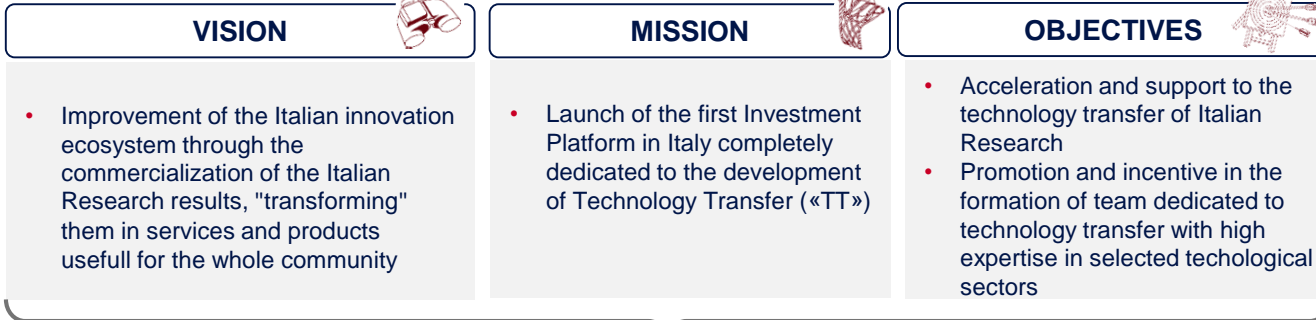 VISION
• Improvement of the Italian innovation
ecosystem through the
commercialization of the Italian
Research results, "transforming"
them in services and products
usefull for the whole community
MISSION
• Launch of the first Investment
Platform in Italy completely
dedicated to the development
of Technology Transfer («TT»)
OBJECTIVES
• Acceleration and support to the
technology transfer of Italian
Research
• Promotion and incentive in the
formation of team dedicated to
technology transfer with high
expertise in selected techological
sectors